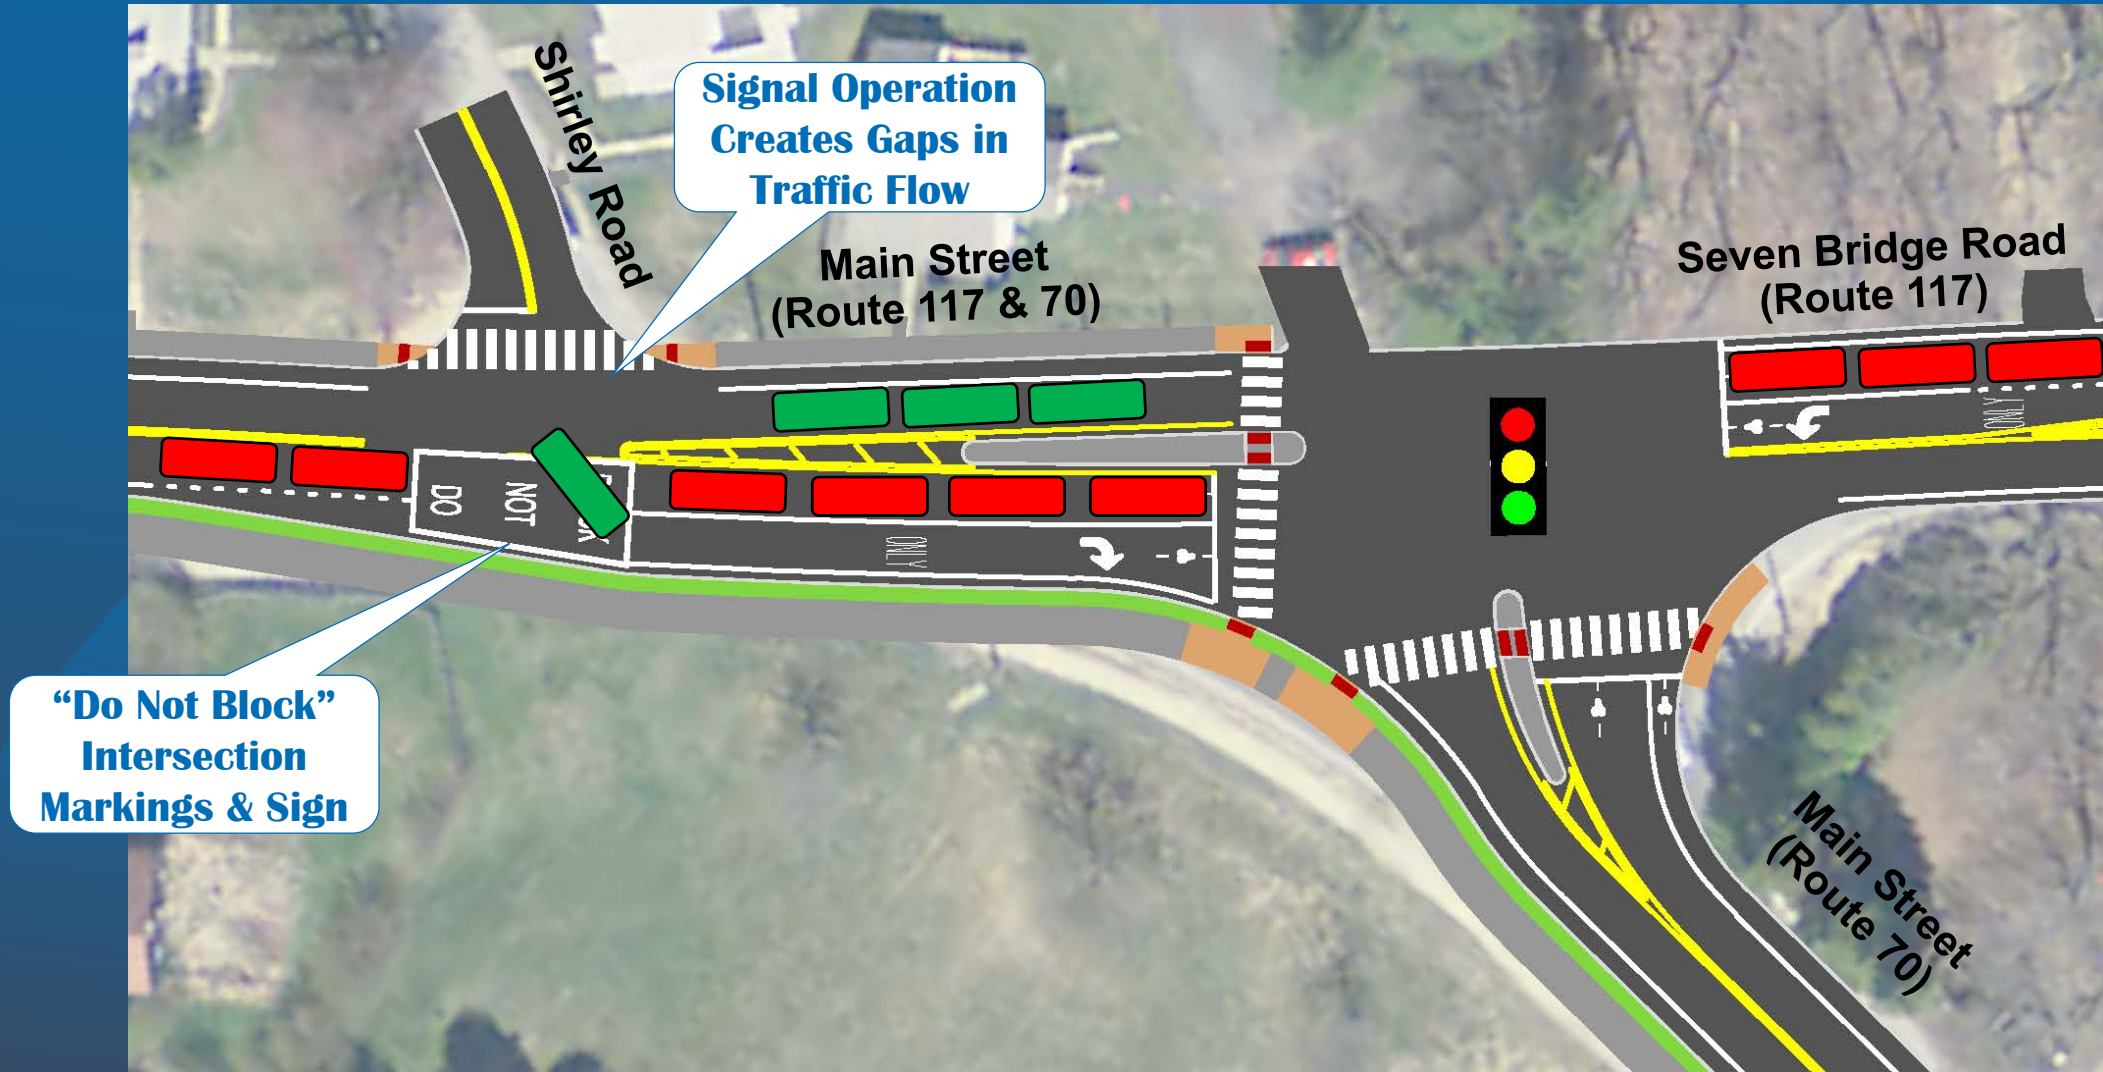 Shirley Road
Signal Operation
Creates Gaps in
Traffic Flow
Main Street
(Route 117 & 70)
Seven Bridge Road
(Route 117)
ONLY
DO
NOT
ONLY
“Do Not Block”
Intersection
Markings & Sign
Main Street
(Route 70)